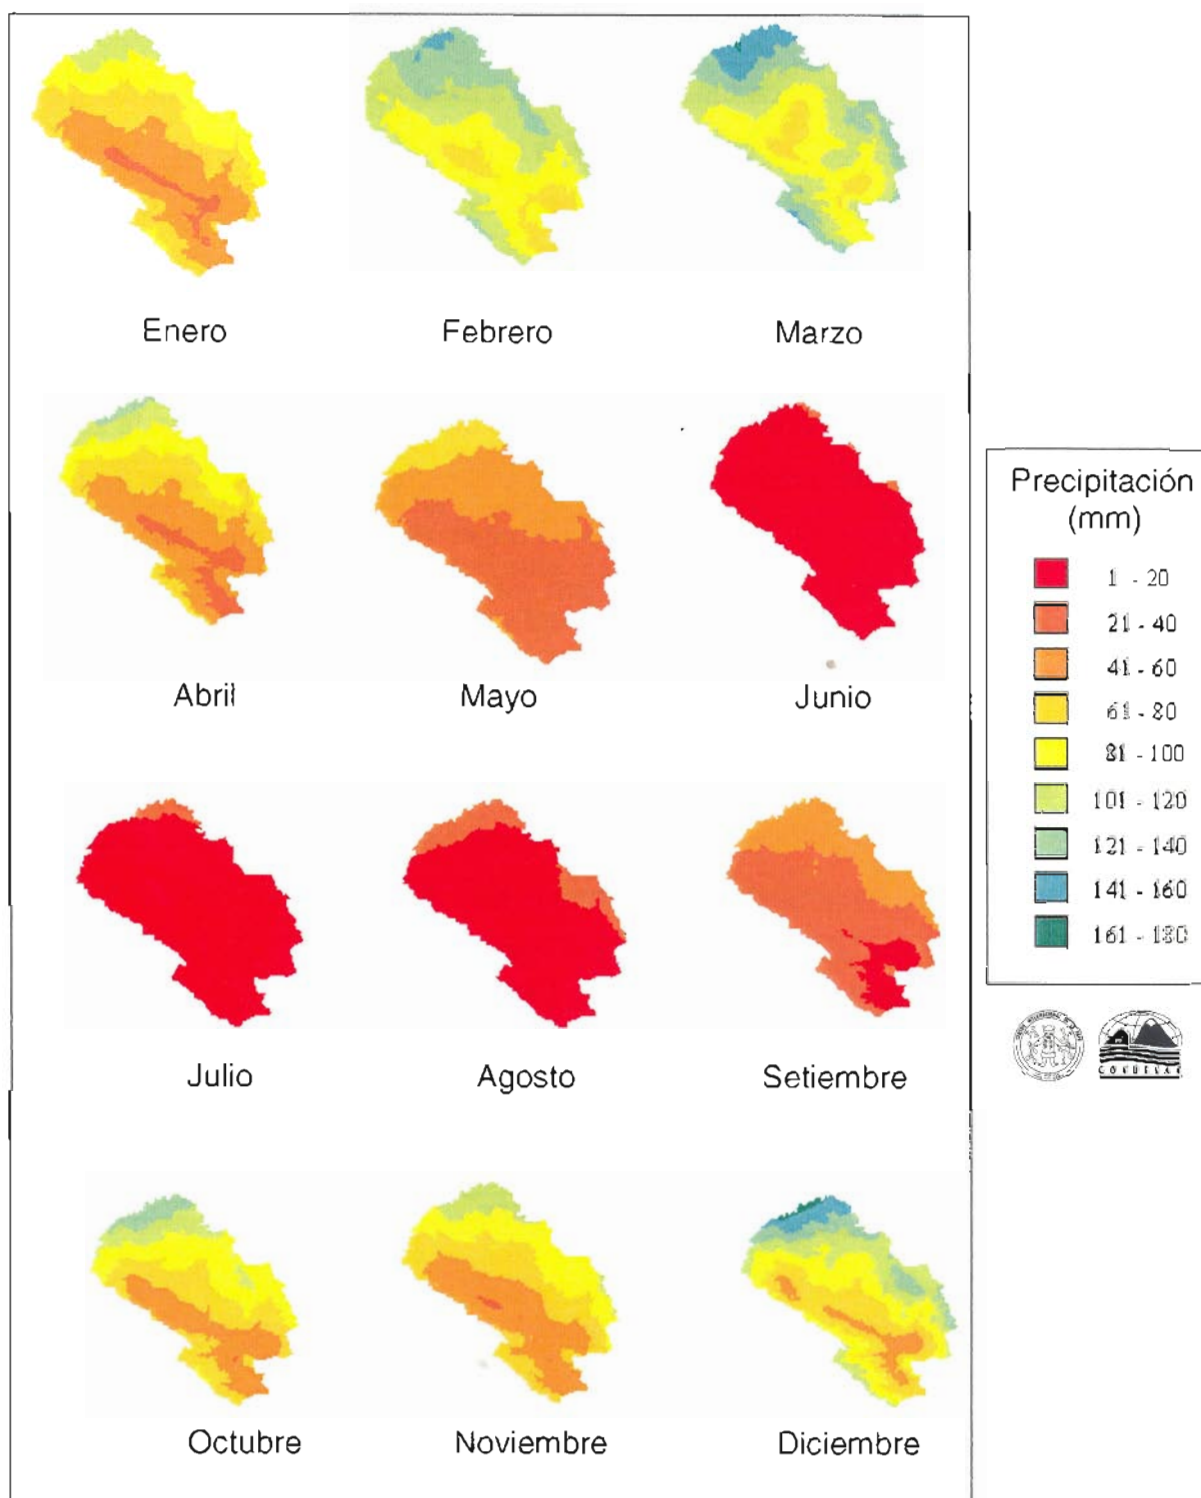 Enero
Febrero
Marzo
Abril
Mayo
Junio
Precipitación
(mm)
1 - 20
21 - 40
41 - 60
61 - 80
81 - 100
101 - 120
121 - 140
141 - 160
161 - 180
Julio
Agosto
Setiembre
Octubre
Noviembre
Diciembre